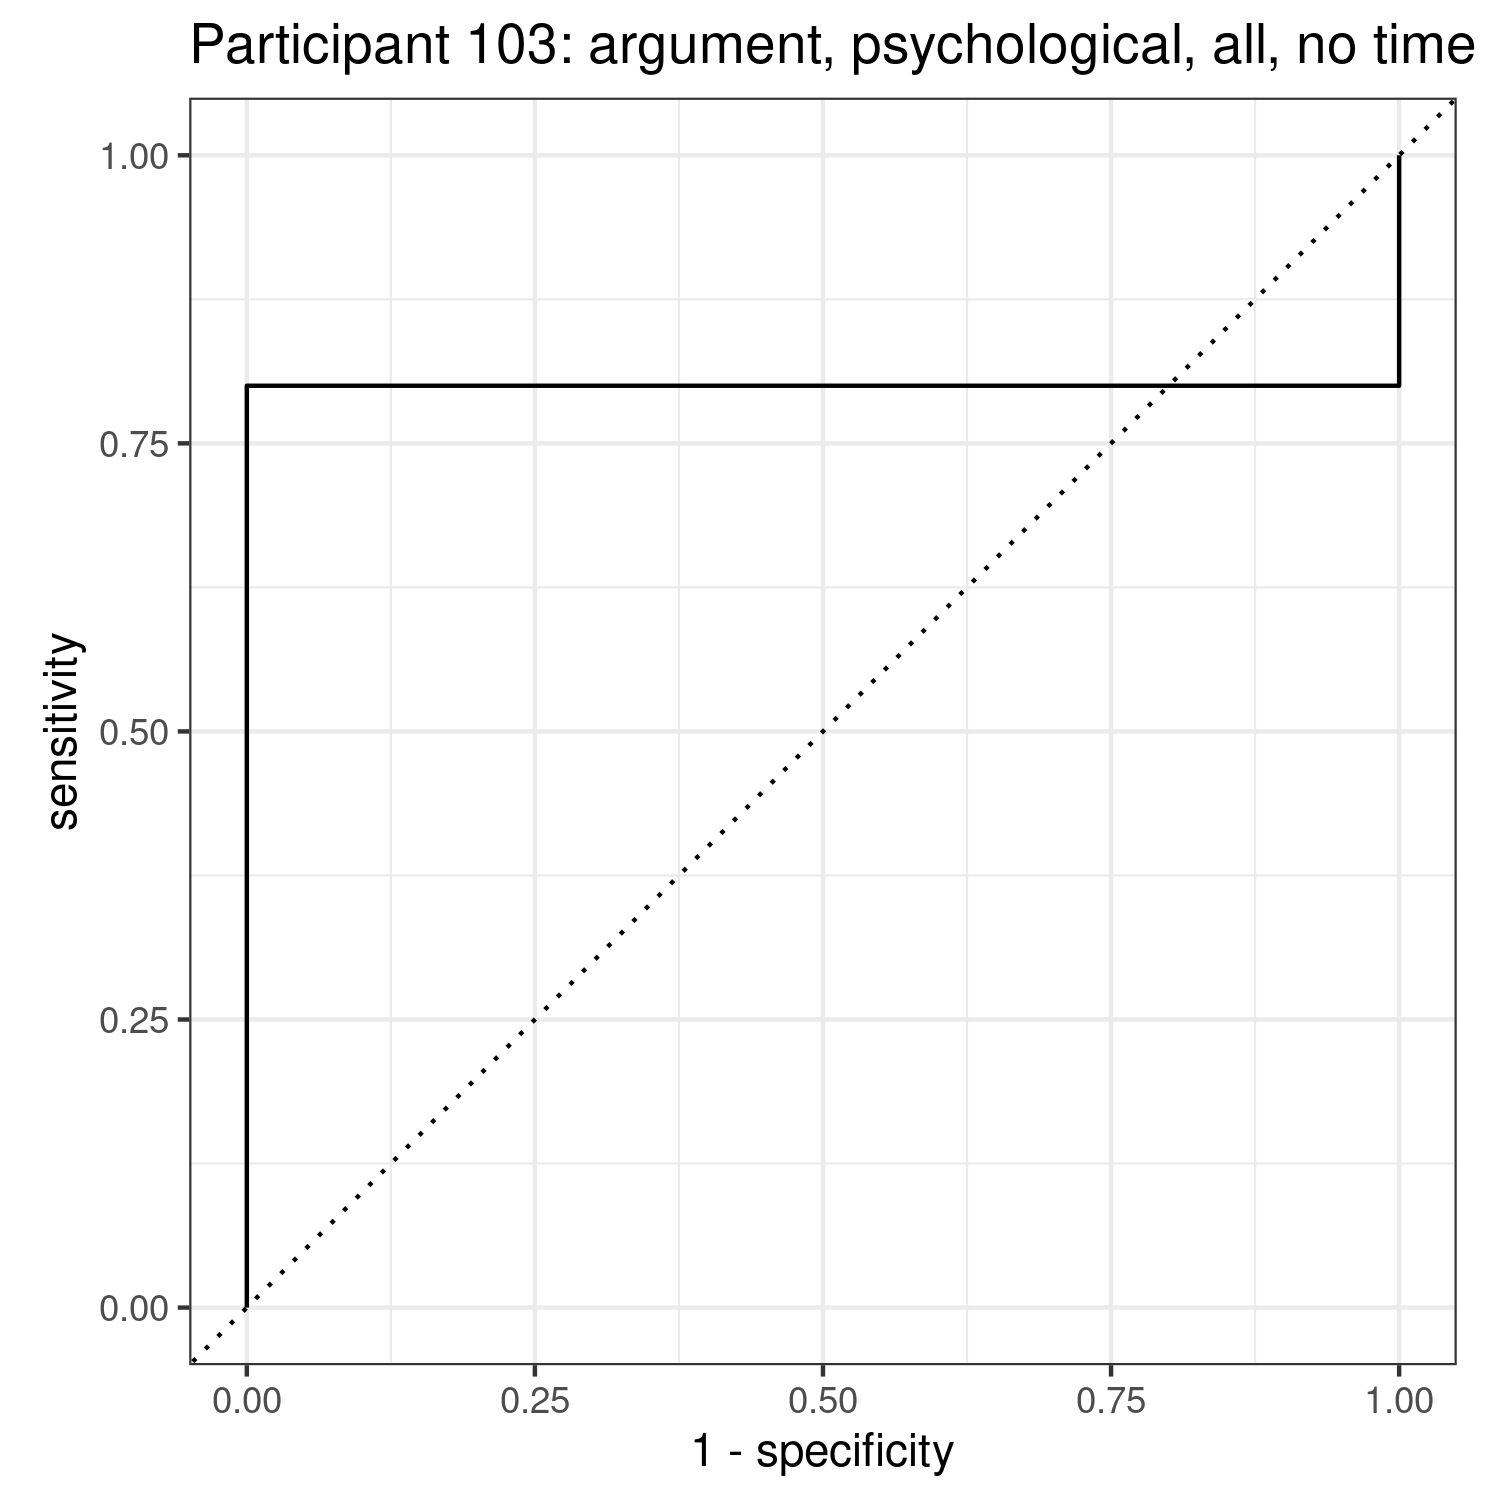 Participant 103: argument, psychological, all, no time
1.00
0.75
0.50
0.25
0.00
sensitivity
0.00 0.25 0.50 0.75 1.00
1 - specificity